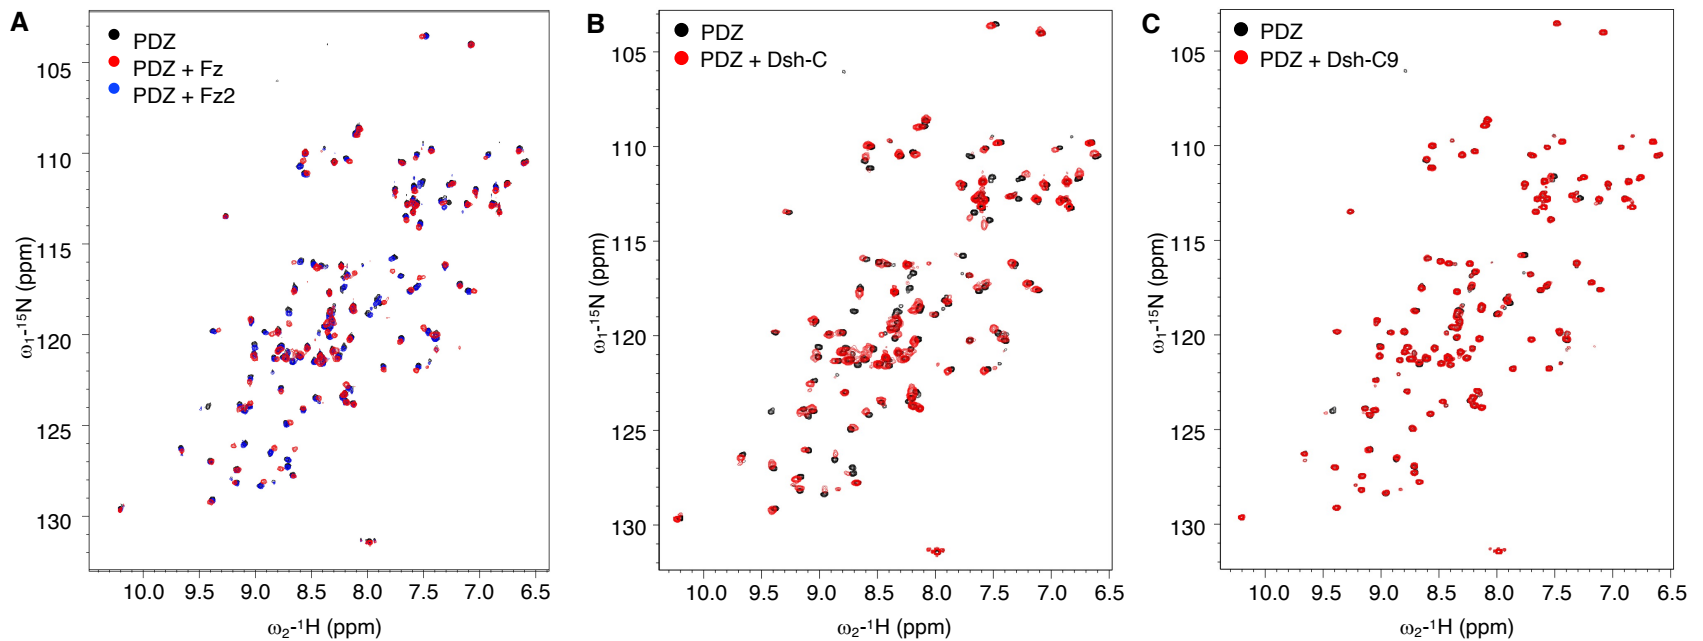 A
PDZ
PDZ + Fz
PDZ + Fz2
105
110
115
120
125
130
ω₁-¹⁵N (ppm)
10.0 9.5 9.0 8.5 8.0 7.5 7.0 6.5
ω₂-¹H (ppm)
B
PDZ
PDZ + Dsh-C
105
110
115
120
125
130
ω₁-¹⁵N (ppm)
10.0 9.5 9.0 8.5 8.0 7.5 7.0 6.5
ω₂-¹H (ppm)
C
PDZ
PDZ + Dsh-C9
105
110
115
120
125
130
ω₁-¹⁵N (ppm)
10.0 9.5 9.0 8.5 8.0 7.5 7.0 6.5
ω₂-¹H (ppm)